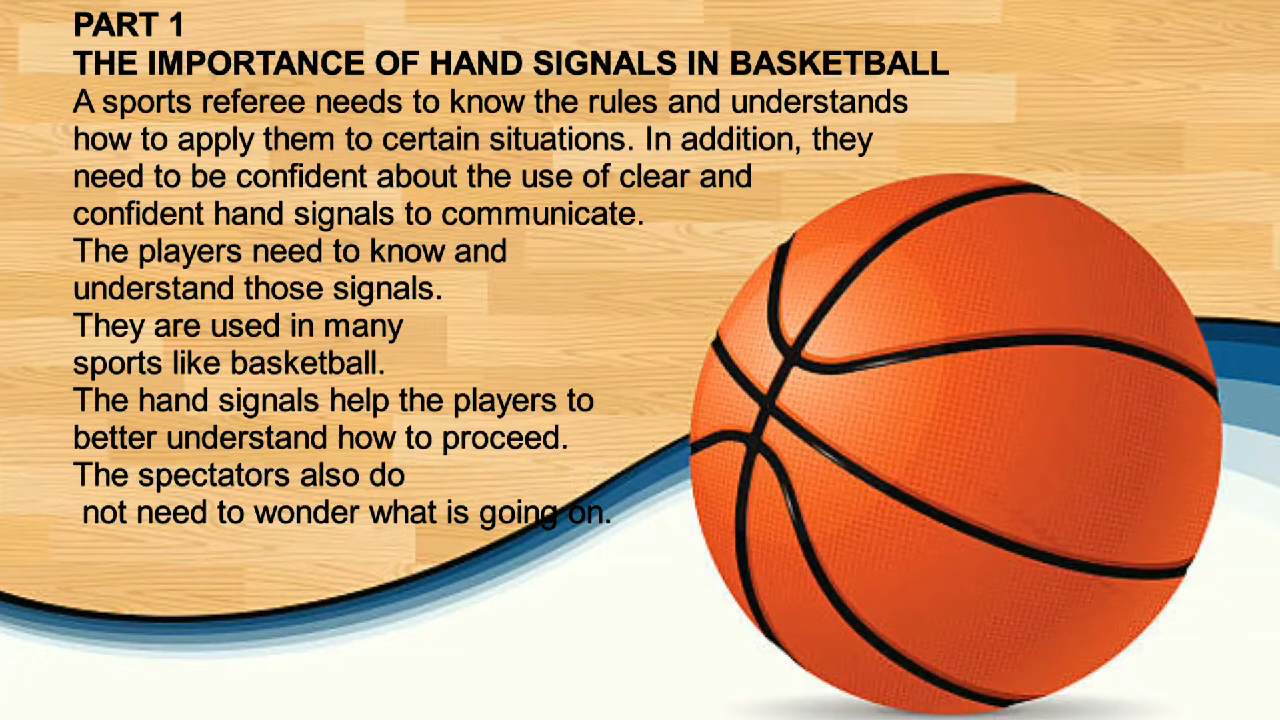 PART 1
THE IMPORTANCE OF HAND SIGNALS IN BASKETBALL
A sports referee needs to know the rules and understands
how to apply them to certain situations. In addition, they
need to be confident about the use of clear and
confident hand signals to communicate.
The players need to know and
understand those signals.
They are used in many
sports like basketball.
The hand signals help the players to
better understand how to proceed.
The spectators also do
not need to wonder what is going on.